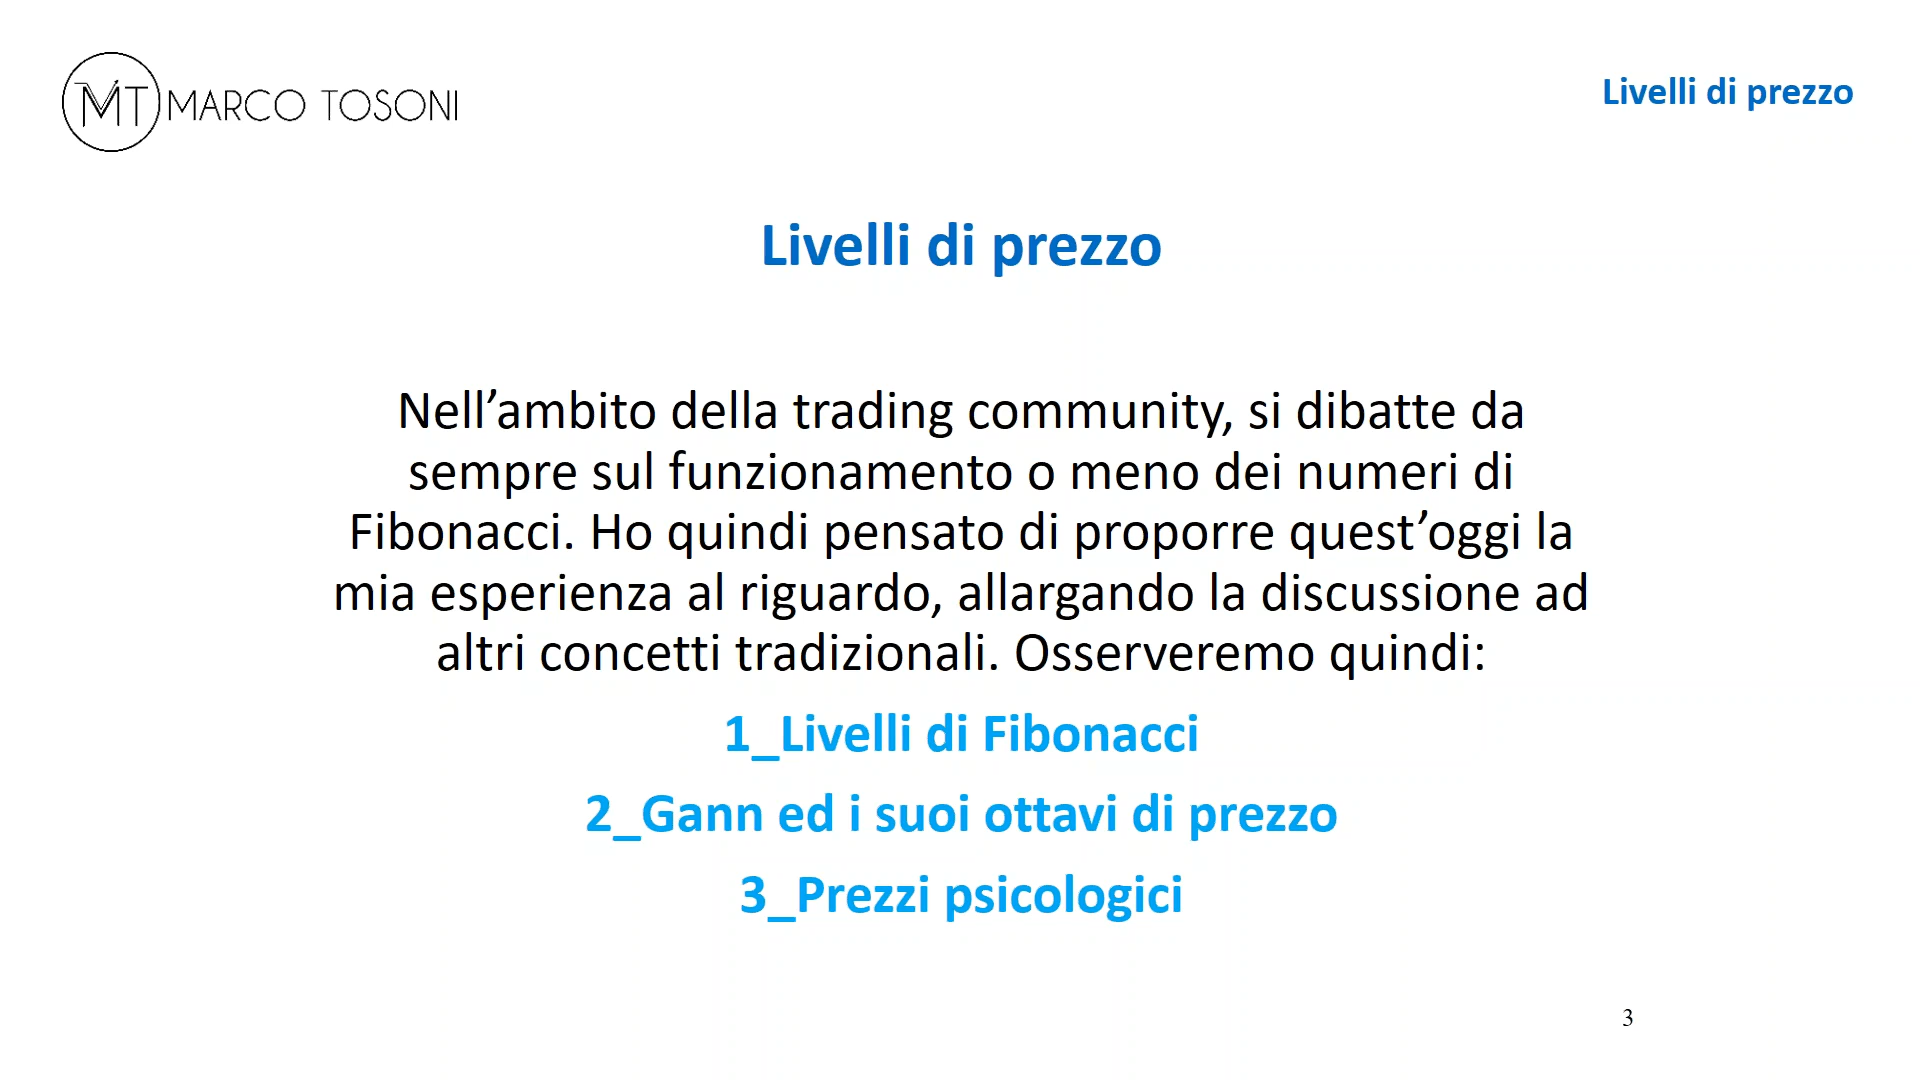 MT MARCO TOSONI
Livelli di prezzo
Livelli di prezzo
Nell’ambito della trading community, si dibatte da
sempre sul funzionamento o meno dei numeri di
Fibonacci. Ho quindi pensato di proporre quest’oggi la
mia esperienza al riguardo, allargando la discussione ad
altri concetti tradizionali. Osserveremo quindi:
1_Livelli di Fibonacci
2_Gann ed i suoi ottavi di prezzo
3_Prezzi psicologici
3